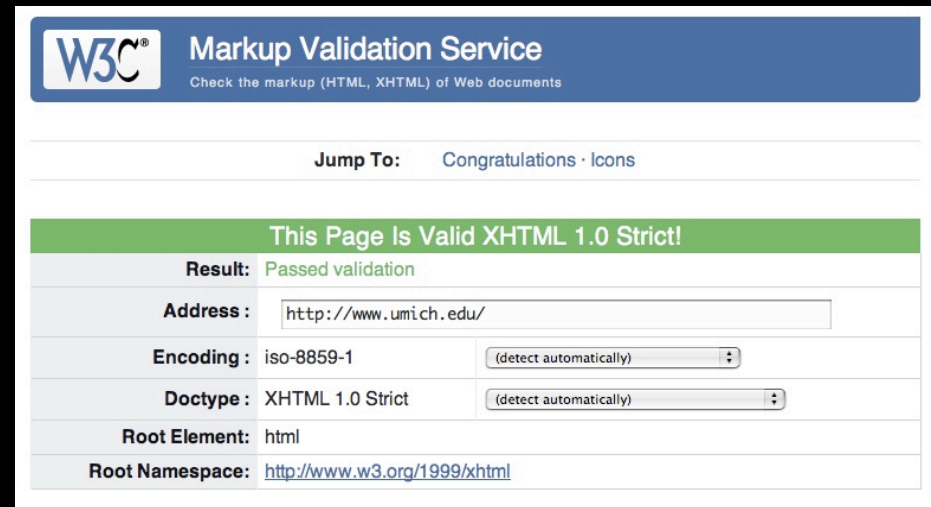 W3C®
Markup Validation Service
Check the markup (HTML, XHTML) of Web documents
Jump To: Congratulations · Icons
This Page Is Valid XHTML 1.0 Strict!
Result: Passed validation
Address : http://www.umich.edu/
Encoding : iso-8859-1 (detect automatically)
Doctype : XHTML 1.0 Strict (detect automatically)
Root Element: html
Root Namespace: http://www.w3.org/1999/xhtml